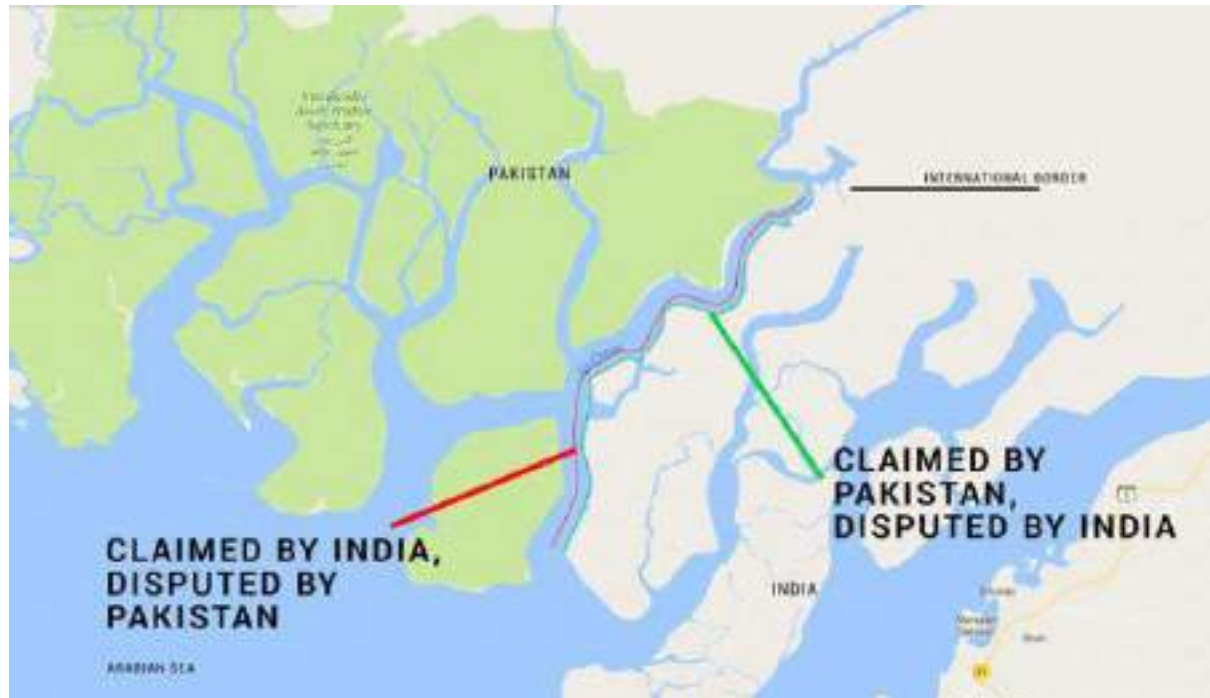 PAKISTAN
INTERNATIONAL BORDER
CLAIMED BY
PAKISTAN,
DISPUTED BY INDIA
CLAIMED BY INDIA,
DISPUTED BY
PAKISTAN
INDIA
ARABIAN SEA